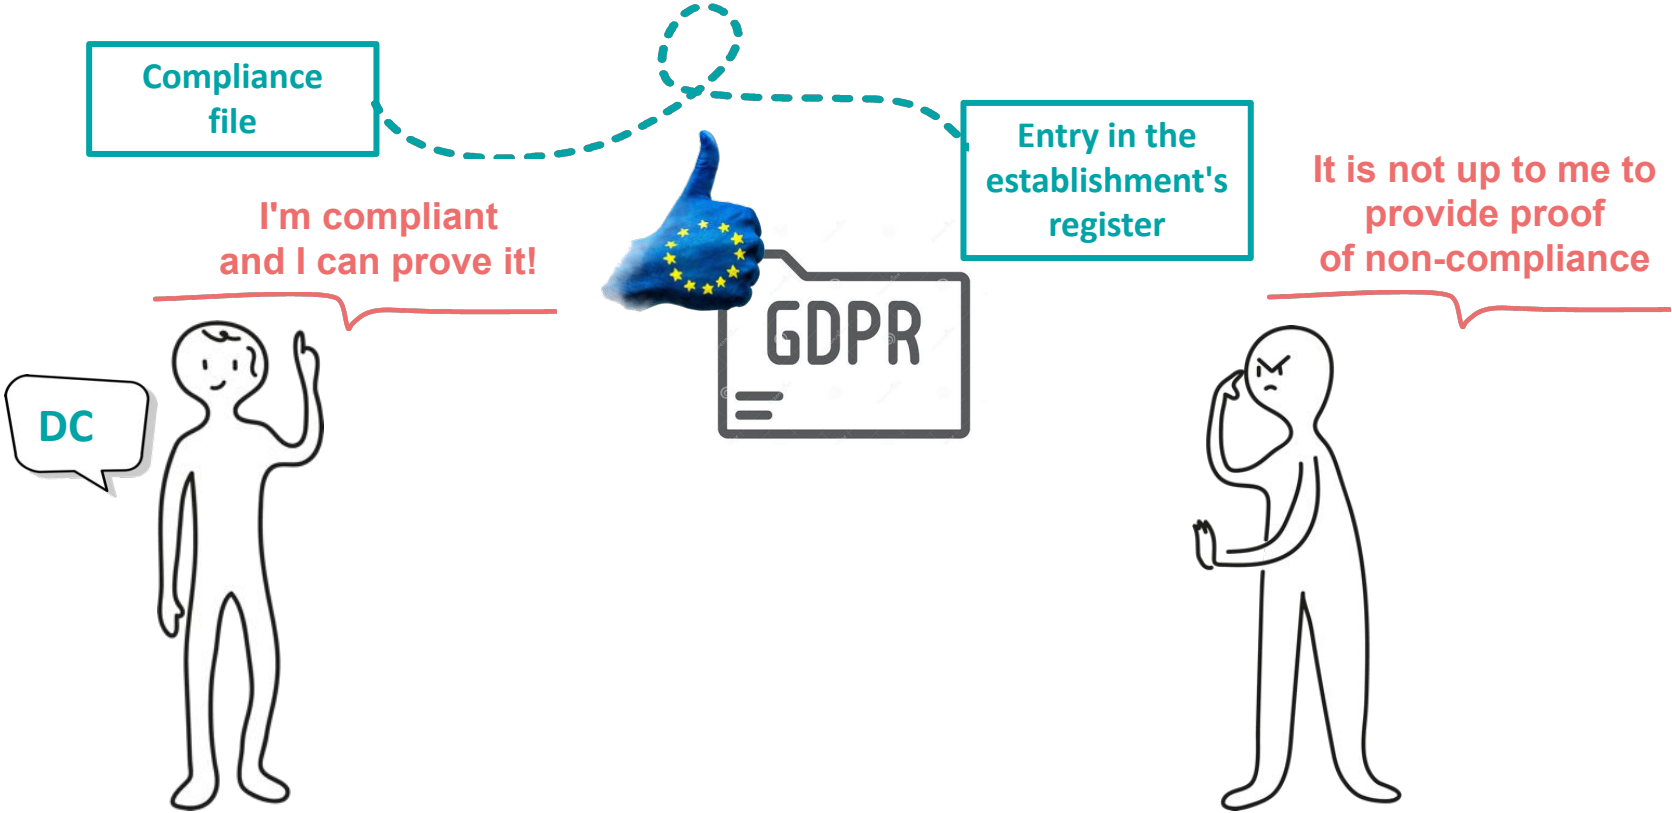 Compliance
file
Entry in the
establishment's
register
I'm compliant
and I can prove it!
It is not up to me to
provide proof
of non-compliance
GDPR
DC